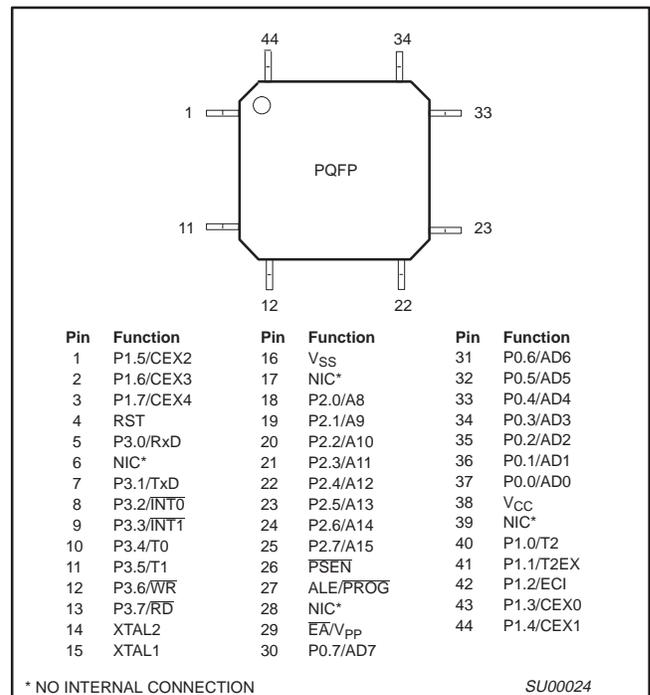 44 34
1 33
PQFP
11 23
12 22
Pin Function Pin Function Pin Function
1 P1.5/CEX2 16 VSS 31 P0.6/AD6
2 P1.6/CEX3 17 NIC* 32 P0.5/AD5
3 P1.7/CEX4 18 P2.0/A8 33 P0.4/AD4
4 RST 19 P2.1/A9 34 P0.3/AD3
5 P3.0/RxD 20 P2.2/A10 35 P0.2/AD2
6 NIC* 21 P2.3/A11 36 P0.1/AD1
7 P3.1/TxD 22 P2.4/A12 37 P0.0/AD0
8 P3.2/I̅N̅T̅0̅ 23 P2.5/A13 38 VCC
9 P3.3/I̅N̅T̅1̅ 24 P2.6/A14 39 NIC*
10 P3.4/T0 25 P2.7/A15 40 P1.0/T2
11 P3.5/T1 26 P̅S̅E̅N̅ 41 P1.1/T2EX
12 P3.6/W̅R̅ 27 ALE/P̅R̅O̅G̅ 42 P1.2/ECI
13 P3.7/R̅D̅ 28 NIC* 43 P1.3/CEX0
14 XTAL2 29 E̅A̅/VPP 44 P1.4/CEX1
15 XTAL1 30 P0.7/AD7
* NO INTERNAL CONNECTION SU00024